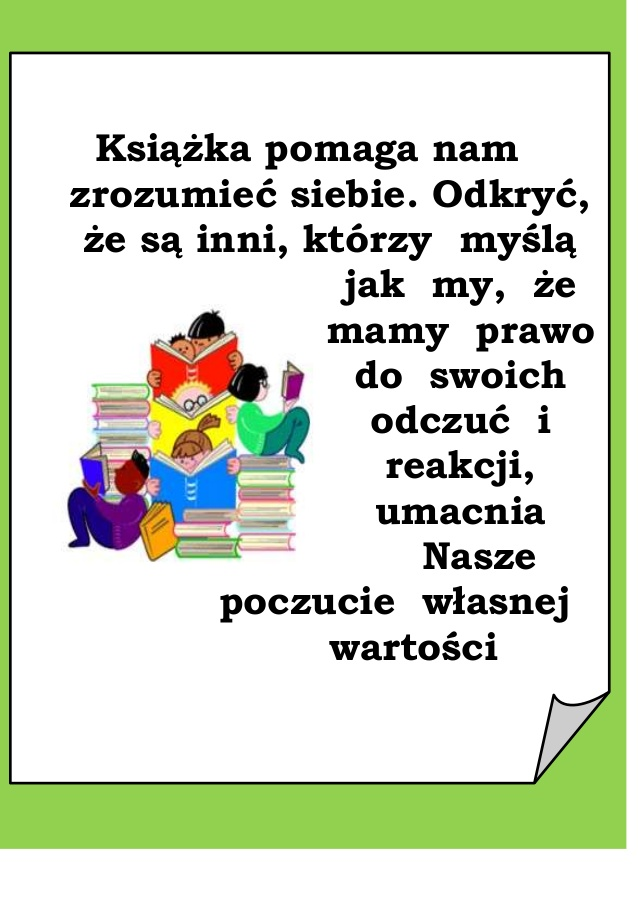 Książka pomaga nam
zrozumieć siebie. Odkryć,
że są inni, którzy myślą
jak my, że
mamy prawo
do swoich
odczuć i
reakcji,
umacnia
Nasze
poczucie własnej
wartości